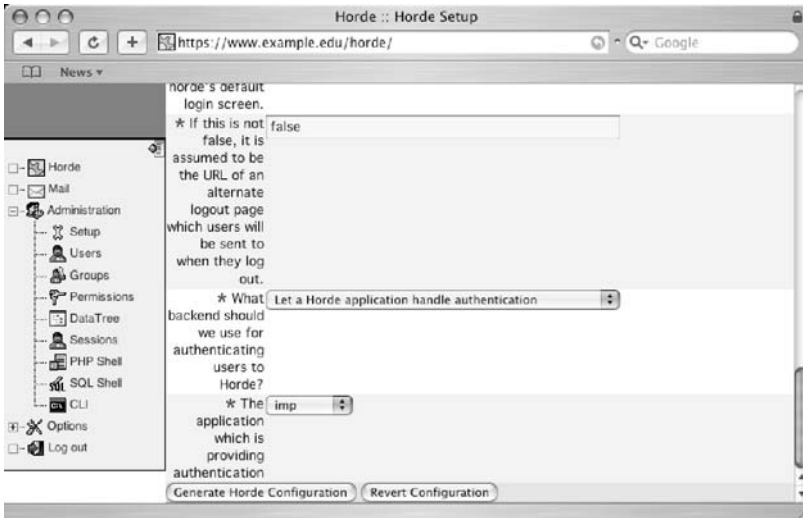 Horde :: Horde Setup
https://www.example.edu/horde/
Google
News
horde's default
login screen.
* If this is not
false, it is
assumed to be
the URL of an
alternate
logout page
which users will
be sent to
when they log
out.
false
Horde
Mail
Administration
Setup
Users
Groups
Permissions
DataTree
Sessions
PHP Shell
SQL Shell
CLI
Options
Log out
* What
backend should
we use for
authenticating
users to
Horde?
Let a Horde application handle authentication
* The
application
which is
providing
authentication
imp
Generate Horde Configuration
Revert Configuration